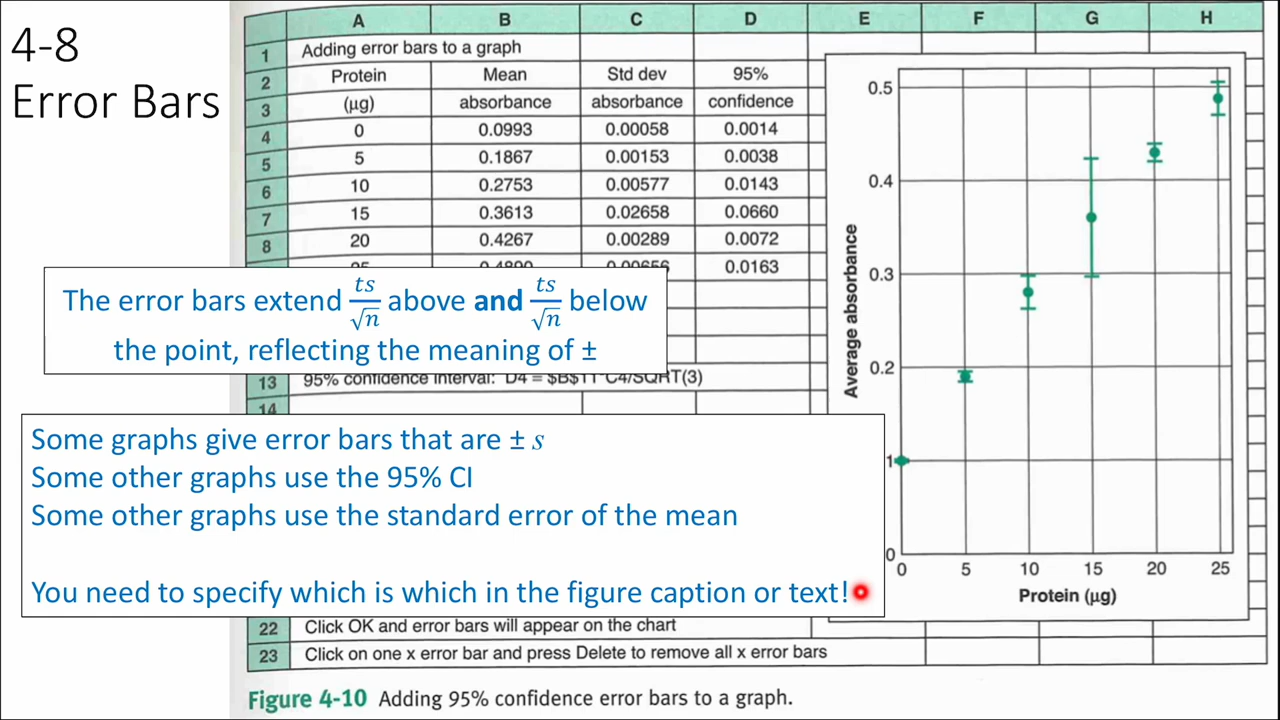 4-8
Error Bars
A B C D E F G H
1 Adding error bars to a graph
2 Protein Mean Std dev 95%
3 (µg) absorbance absorbance confidence
4 0 0.0993 0.00058 0.0014
5 5 0.1867 0.00153 0.0038
6 10 0.2753 0.00577 0.0143
7 15 0.3613 0.02658 0.0660
8 20 0.4267 0.00289 0.0072
0.0163
The error bars extend ts/√n above and ts/√n below
the point, reflecting the meaning of ±
13 95% confidence interval: D4 = $B$11*C4/SQRT(3)
14
Some graphs give error bars that are ± s
Some other graphs use the 95% CI
Some other graphs use the standard error of the mean
You need to specify which is which in the figure caption or text!
22 Click OK and error bars will appear on the chart
23 Click on one x error bar and press Delete to remove all x error bars
Figure 4-10 Adding 95% confidence error bars to a graph.
Average absorbance
0.5
0.4
0.3
0.2
1
0
0 5 10 15 20 25
Protein (µg)